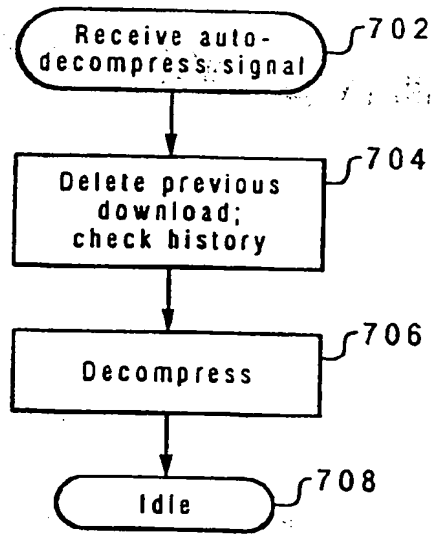 Receive auto-
decompress signal
702
Delete previous
download;
check history
704
Decompress
706
Idle
708